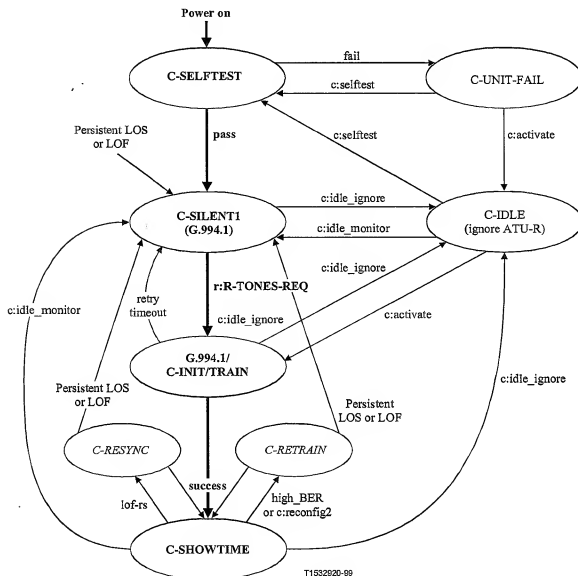 Power on
C-SELFTEST
fail
c:selftest
C-UNIT-FAIL
c:selftest
c:activate
pass
Persistent LOS
or LOF
C-SILENT1
(G.994.1)
c:idle_ignore
c:idle_monitor
C-IDLE
(ignore ATU-R)
c:idle_ignore
r:R-TONES-REQ
c:idle_monitor
retry
timeout
c:idle_ignore
c:activate
G.994.1/
C-INIT/TRAIN
Persistent LOS
or LOF
Persistent
LOS or LOF
c:idle_ignore
C-RESYNC
C-RETRAIN
success
lof-rs
high_BER
or c:reconfig2
C-SHOWTIME
T1532920-99